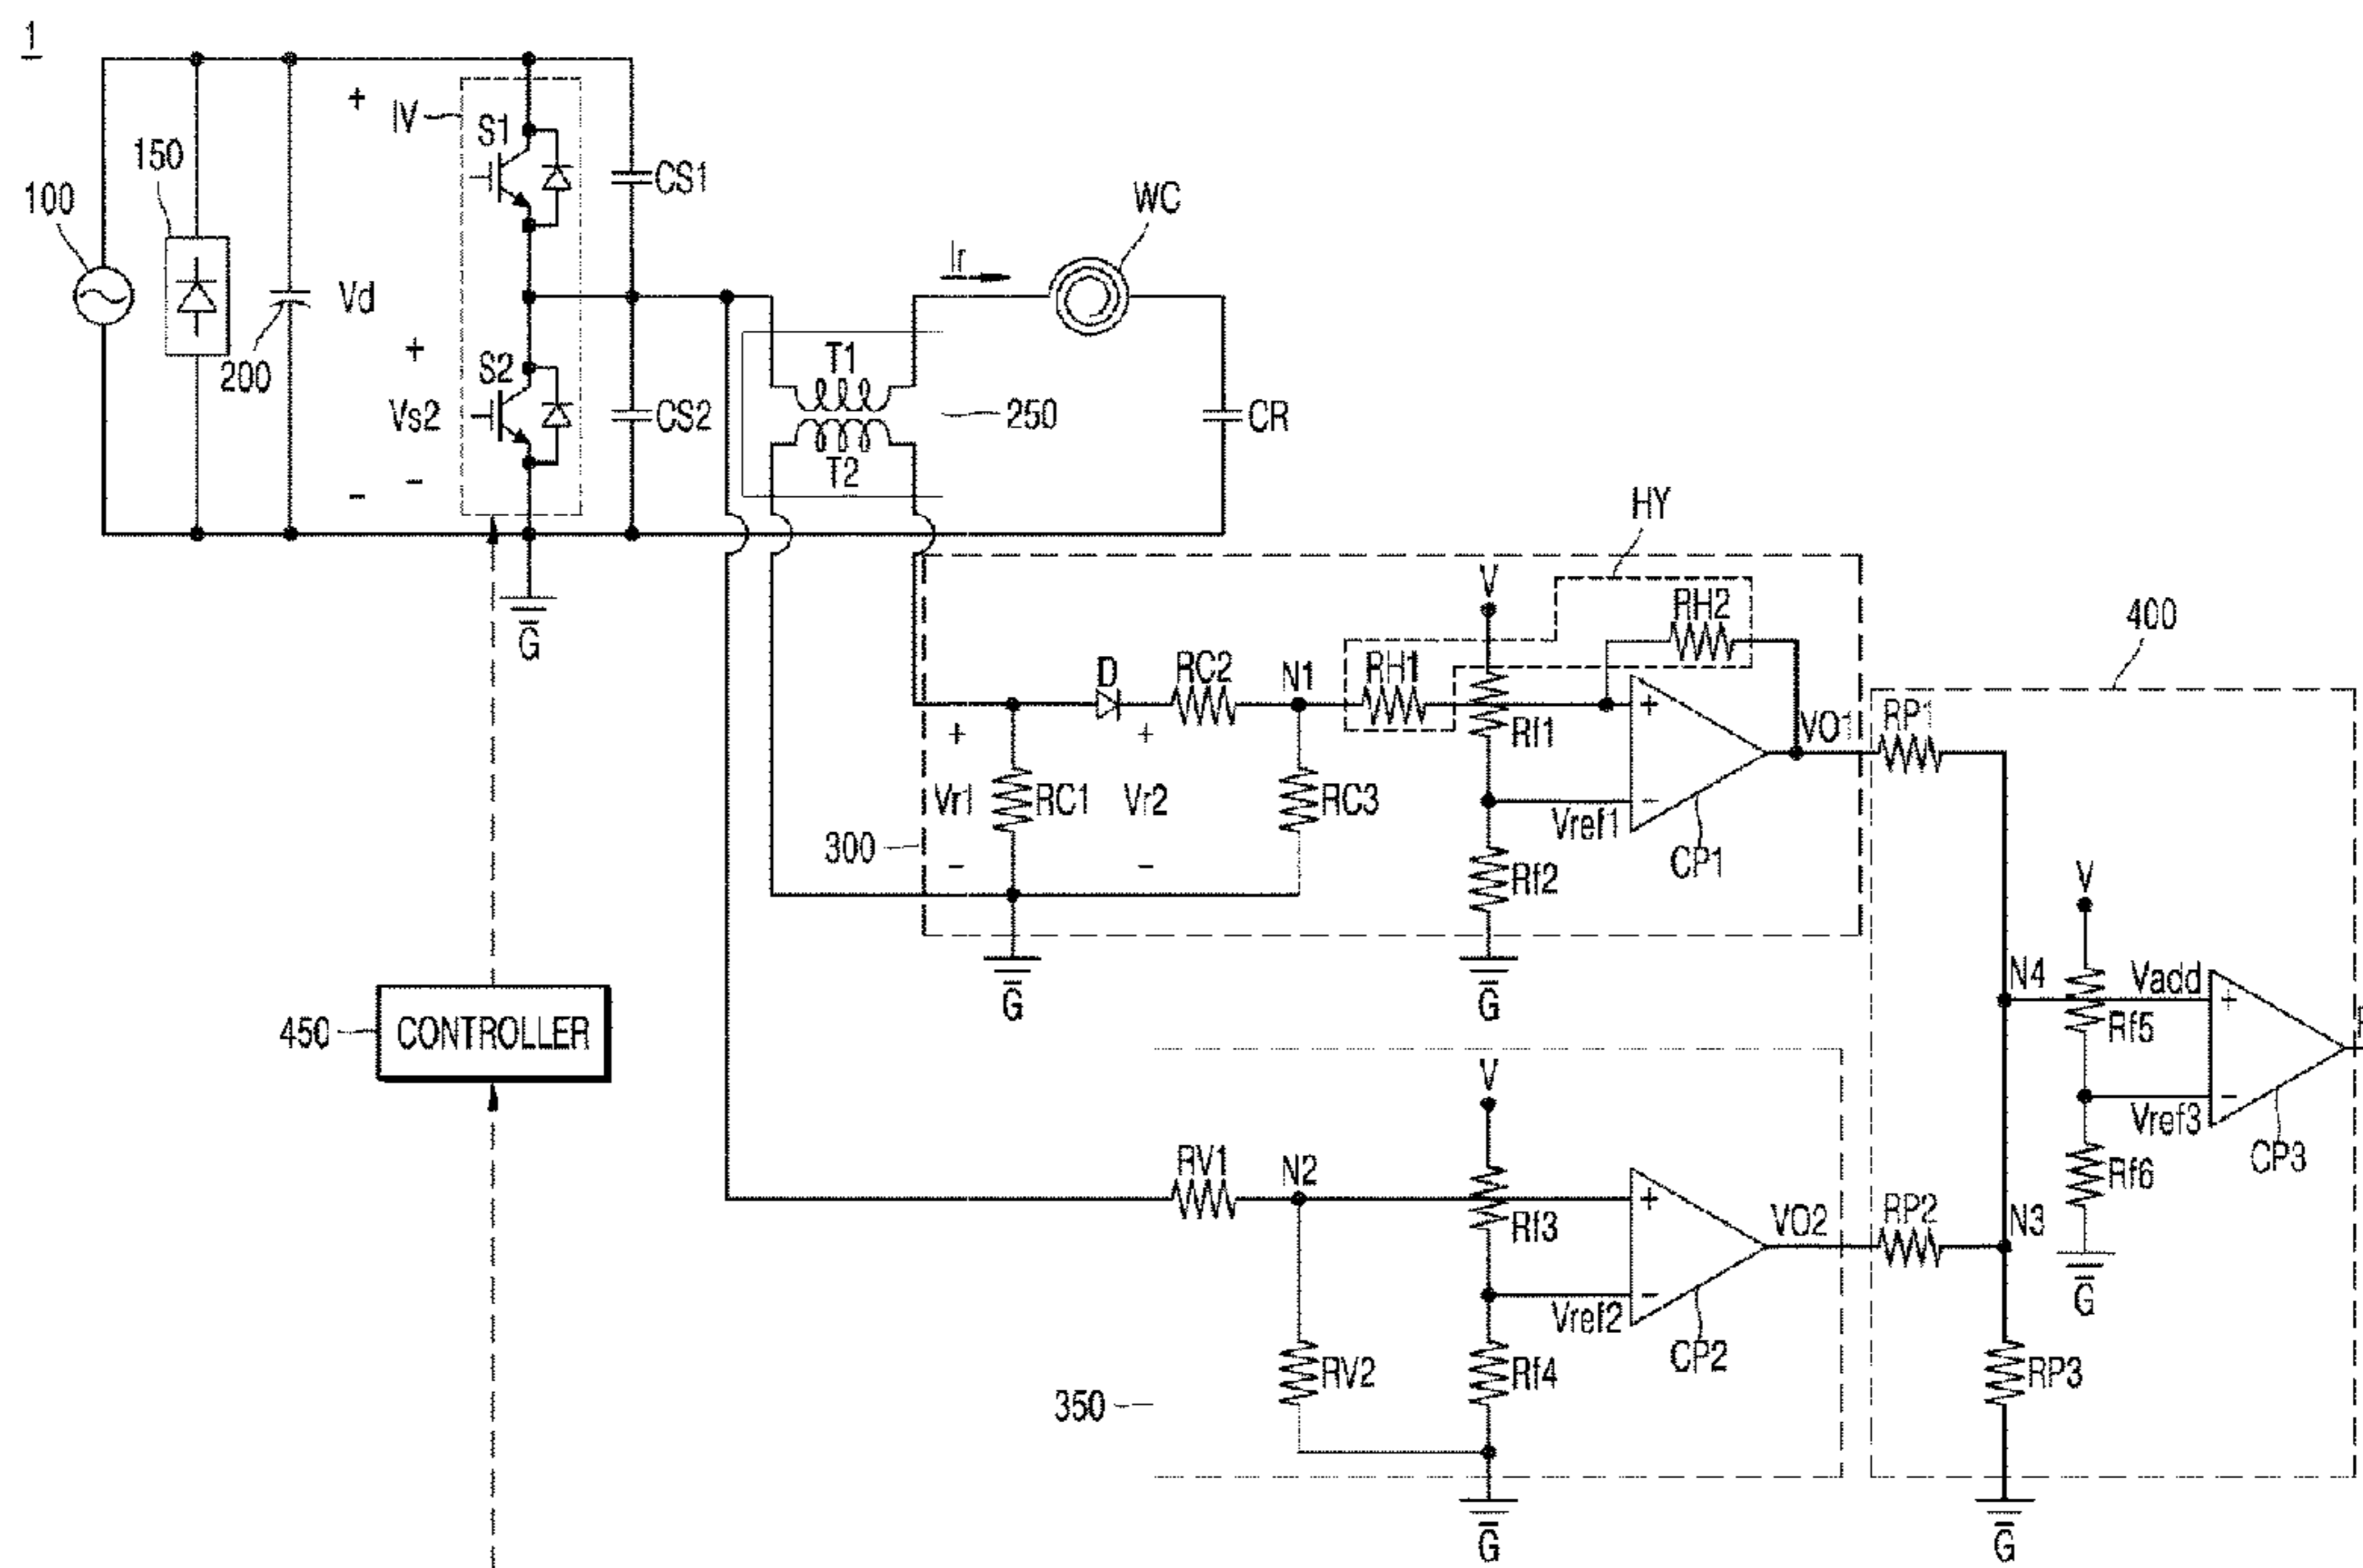 1
IV
S1
150
CS1
100
WC
Vd
Ir
S2
T1
200
Vs2
CS2
250
CR
T2
HY
G
V
RH2
400
D
RC2
N1
RH1
Rf1
VO1
RP1
Vr1
RC1
Vr2
RC3
300
Vref1
CP1
Rf2
V
G
G
N4
Vadd
450
CONTROLLER
Rf5
V
Vref3
CP3
RV1
N2
Rf6
Rf3
VO2
RP2
N3
G
Vref2
CP2
RV2
Rf4
RP3
350
G
G